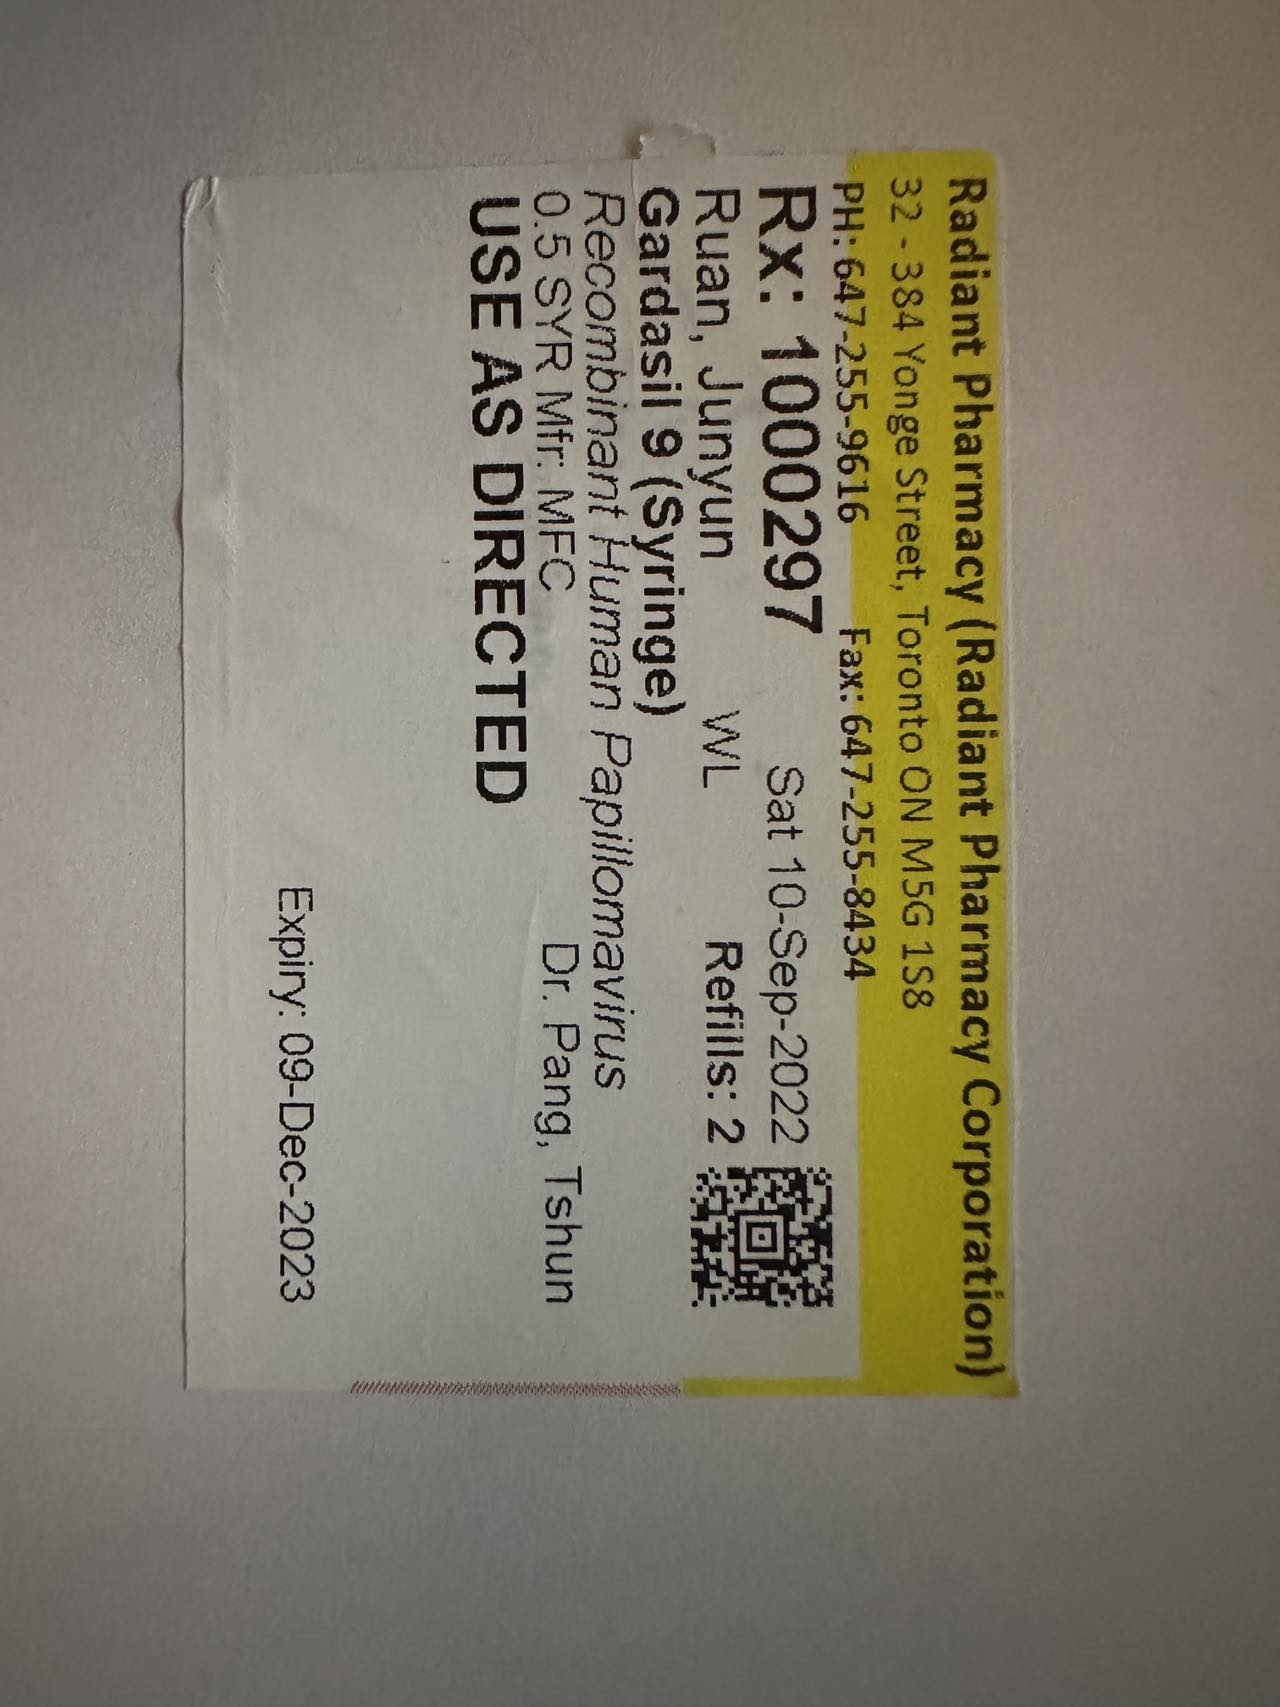 Radiant Pharmacy (Radiant Pharmacy Corporation)
32 - 384 Yonge Street, Toronto ON M5G 1S8
PH: 647-255-9616 Fax: 647-255-8434
Rx: 1000297 Sat 10-Sep-2022
Ruan, Junyun WL Refills: 2
Gardasil 9 (Syringe)
Recombinant Human Papillomavirus
0.5 SYR Mfr: MFC Dr. Pang, Tshun
USE AS DIRECTED
Expiry: 09-Dec-2023